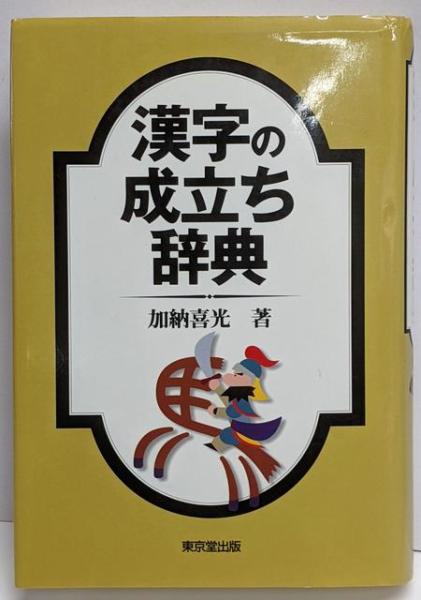 漢字の
成立ち
辞典
加納喜光 著
東京堂出版